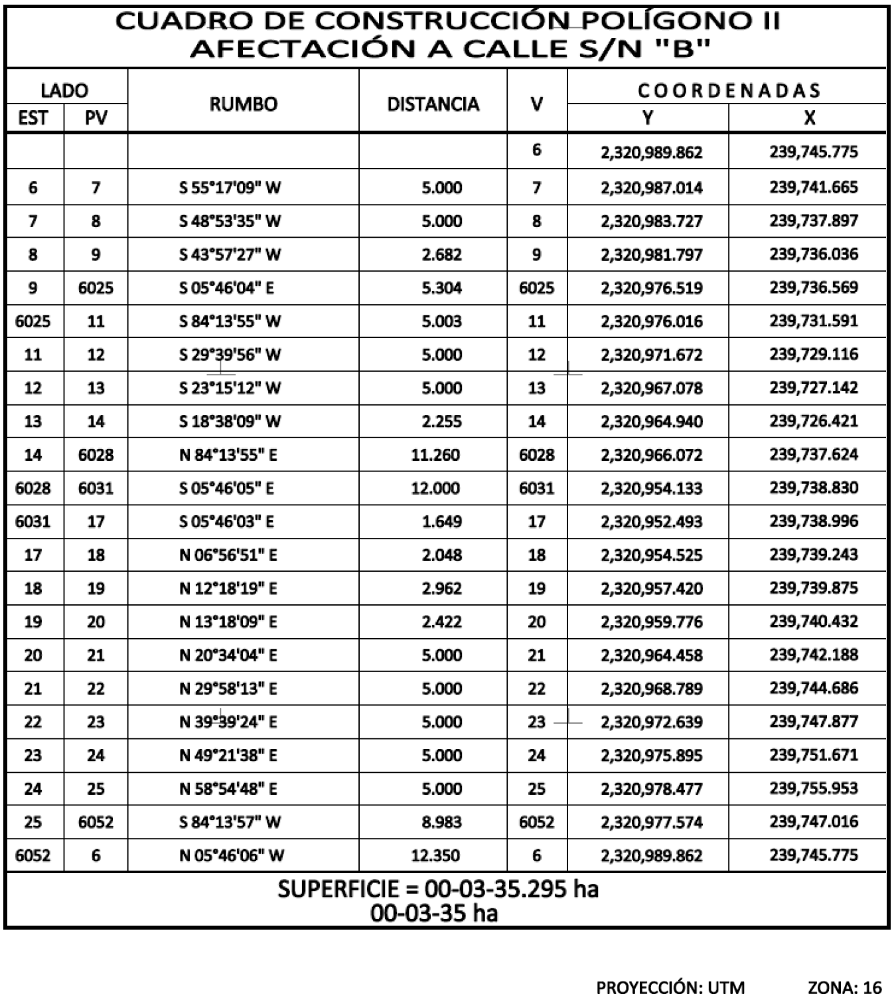 CUADRO DE CONSTRUCCIÓN POLÍGONO II
AFECTACIÓN A CALLE S/N "B"
LADO RUMBO DISTANCIA V COORDENADAS
EST PV Y X
6 2,320,989.862 239,745.775
6 7 S 55°17'09" W 5.000 7 2,320,987.014 239,741.665
7 8 S 48°53'35" W 5.000 8 2,320,983.727 239,737.897
8 9 S 43°57'27" W 2.682 9 2,320,981.797 239,736.036
9 6025 S 05°46'04" E 5.304 6025 2,320,976.519 239,736.569
6025 11 S 84°13'55" W 5.003 11 2,320,976.016 239,731.591
11 12 S 29°39'56" W 5.000 12 2,320,971.672 239,729.116
12 13 S 23°15'12" W 5.000 13 2,320,967.078 239,727.142
13 14 S 18°38'09" W 2.255 14 2,320,964.940 239,726.421
14 6028 N 84°13'55" E 11.260 6028 2,320,966.072 239,737.624
6028 6031 S 05°46'05" E 12.000 6031 2,320,954.133 239,738.830
6031 17 S 05°46'03" E 1.649 17 2,320,952.493 239,738.996
17 18 N 06°56'51" E 2.048 18 2,320,954.525 239,739.243
18 19 N 12°18'19" E 2.962 19 2,320,957.420 239,739.875
19 20 N 13°18'09" E 2.422 20 2,320,959.776 239,740.432
20 21 N 20°34'04" E 5.000 21 2,320,964.458 239,742.188
21 22 N 29°58'13" E 5.000 22 2,320,968.789 239,744.686
22 23 N 39°39'24" E 5.000 23 2,320,972.639 239,747.877
23 24 N 49°21'38" E 5.000 24 2,320,975.895 239,751.671
24 25 N 58°54'48" E 5.000 25 2,320,978.477 239,755.953
25 6052 S 84°13'57" W 8.983 6052 2,320,977.574 239,747.016
6052 6 N 05°46'06" W 12.350 6 2,320,989.862 239,745.775
SUPERFICIE = 00-03-35.295 ha
00-03-35 ha
PROYECCIÓN: UTM ZONA: 16